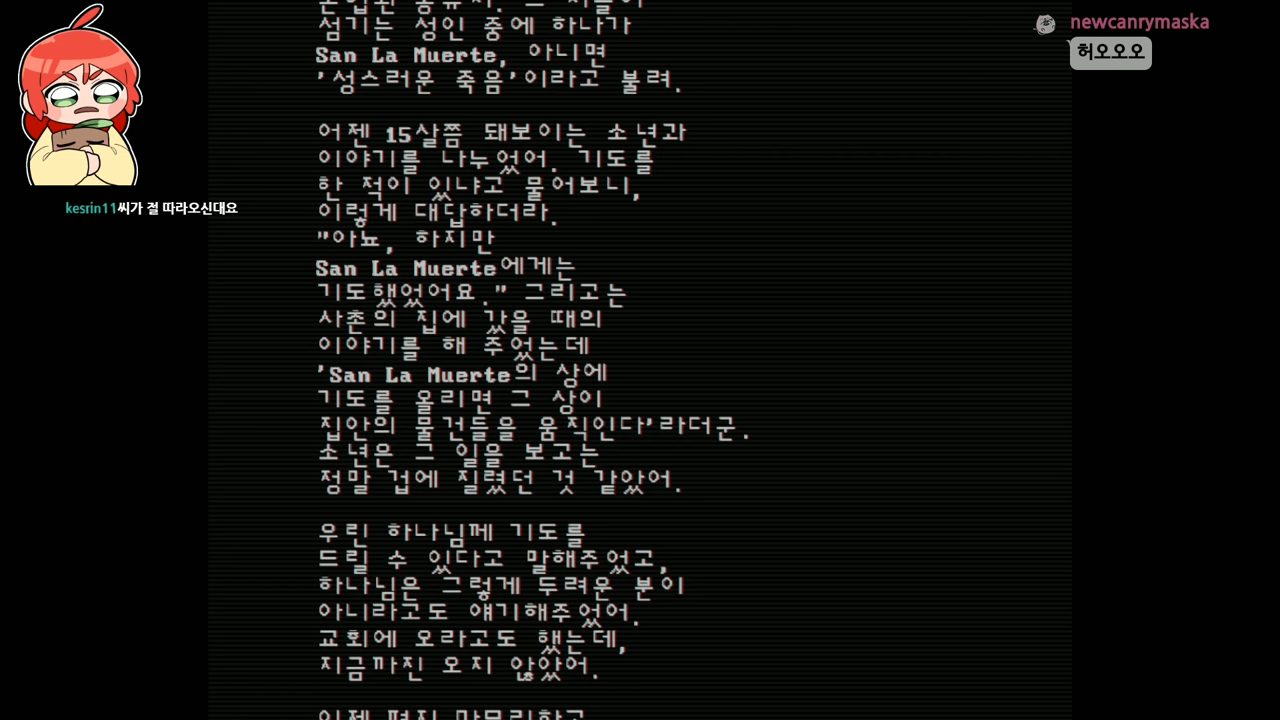 섬기는 성인 중에 하나가
San La Muerte, 아니면
'성스러운 죽음'이라고 불려.
어젠 15살쯤 돼보이는 소년과
이야기를 나누었어. 기도를
한 적이 있냐고 물어보니,
이렇게 대답하더라.
"아뇨, 하지만
San La Muerte에게는
기도했었어요." 그리고는
사촌의 집에 갔을 때의
이야기를 해 주었는데
'San La Muerte의 상에
기도를 올리면 그 상이
집안의 물건들을 움직인다'라더군.
소년은 그 일을 보고는
정말 겁에 질렸던 것 같았어.
우린 하나님께 기도를
드릴 수 있다고 말해주었고,
하나님은 그렇게 두려운 분이
아니라고도 얘기해주었어.
교회에 오라고도 했는데,
지금까진 오지 않았어.
이제 편지 마무리하고
kesrin11씨가 절 따라오신대요
newcanrymaska
허오오오